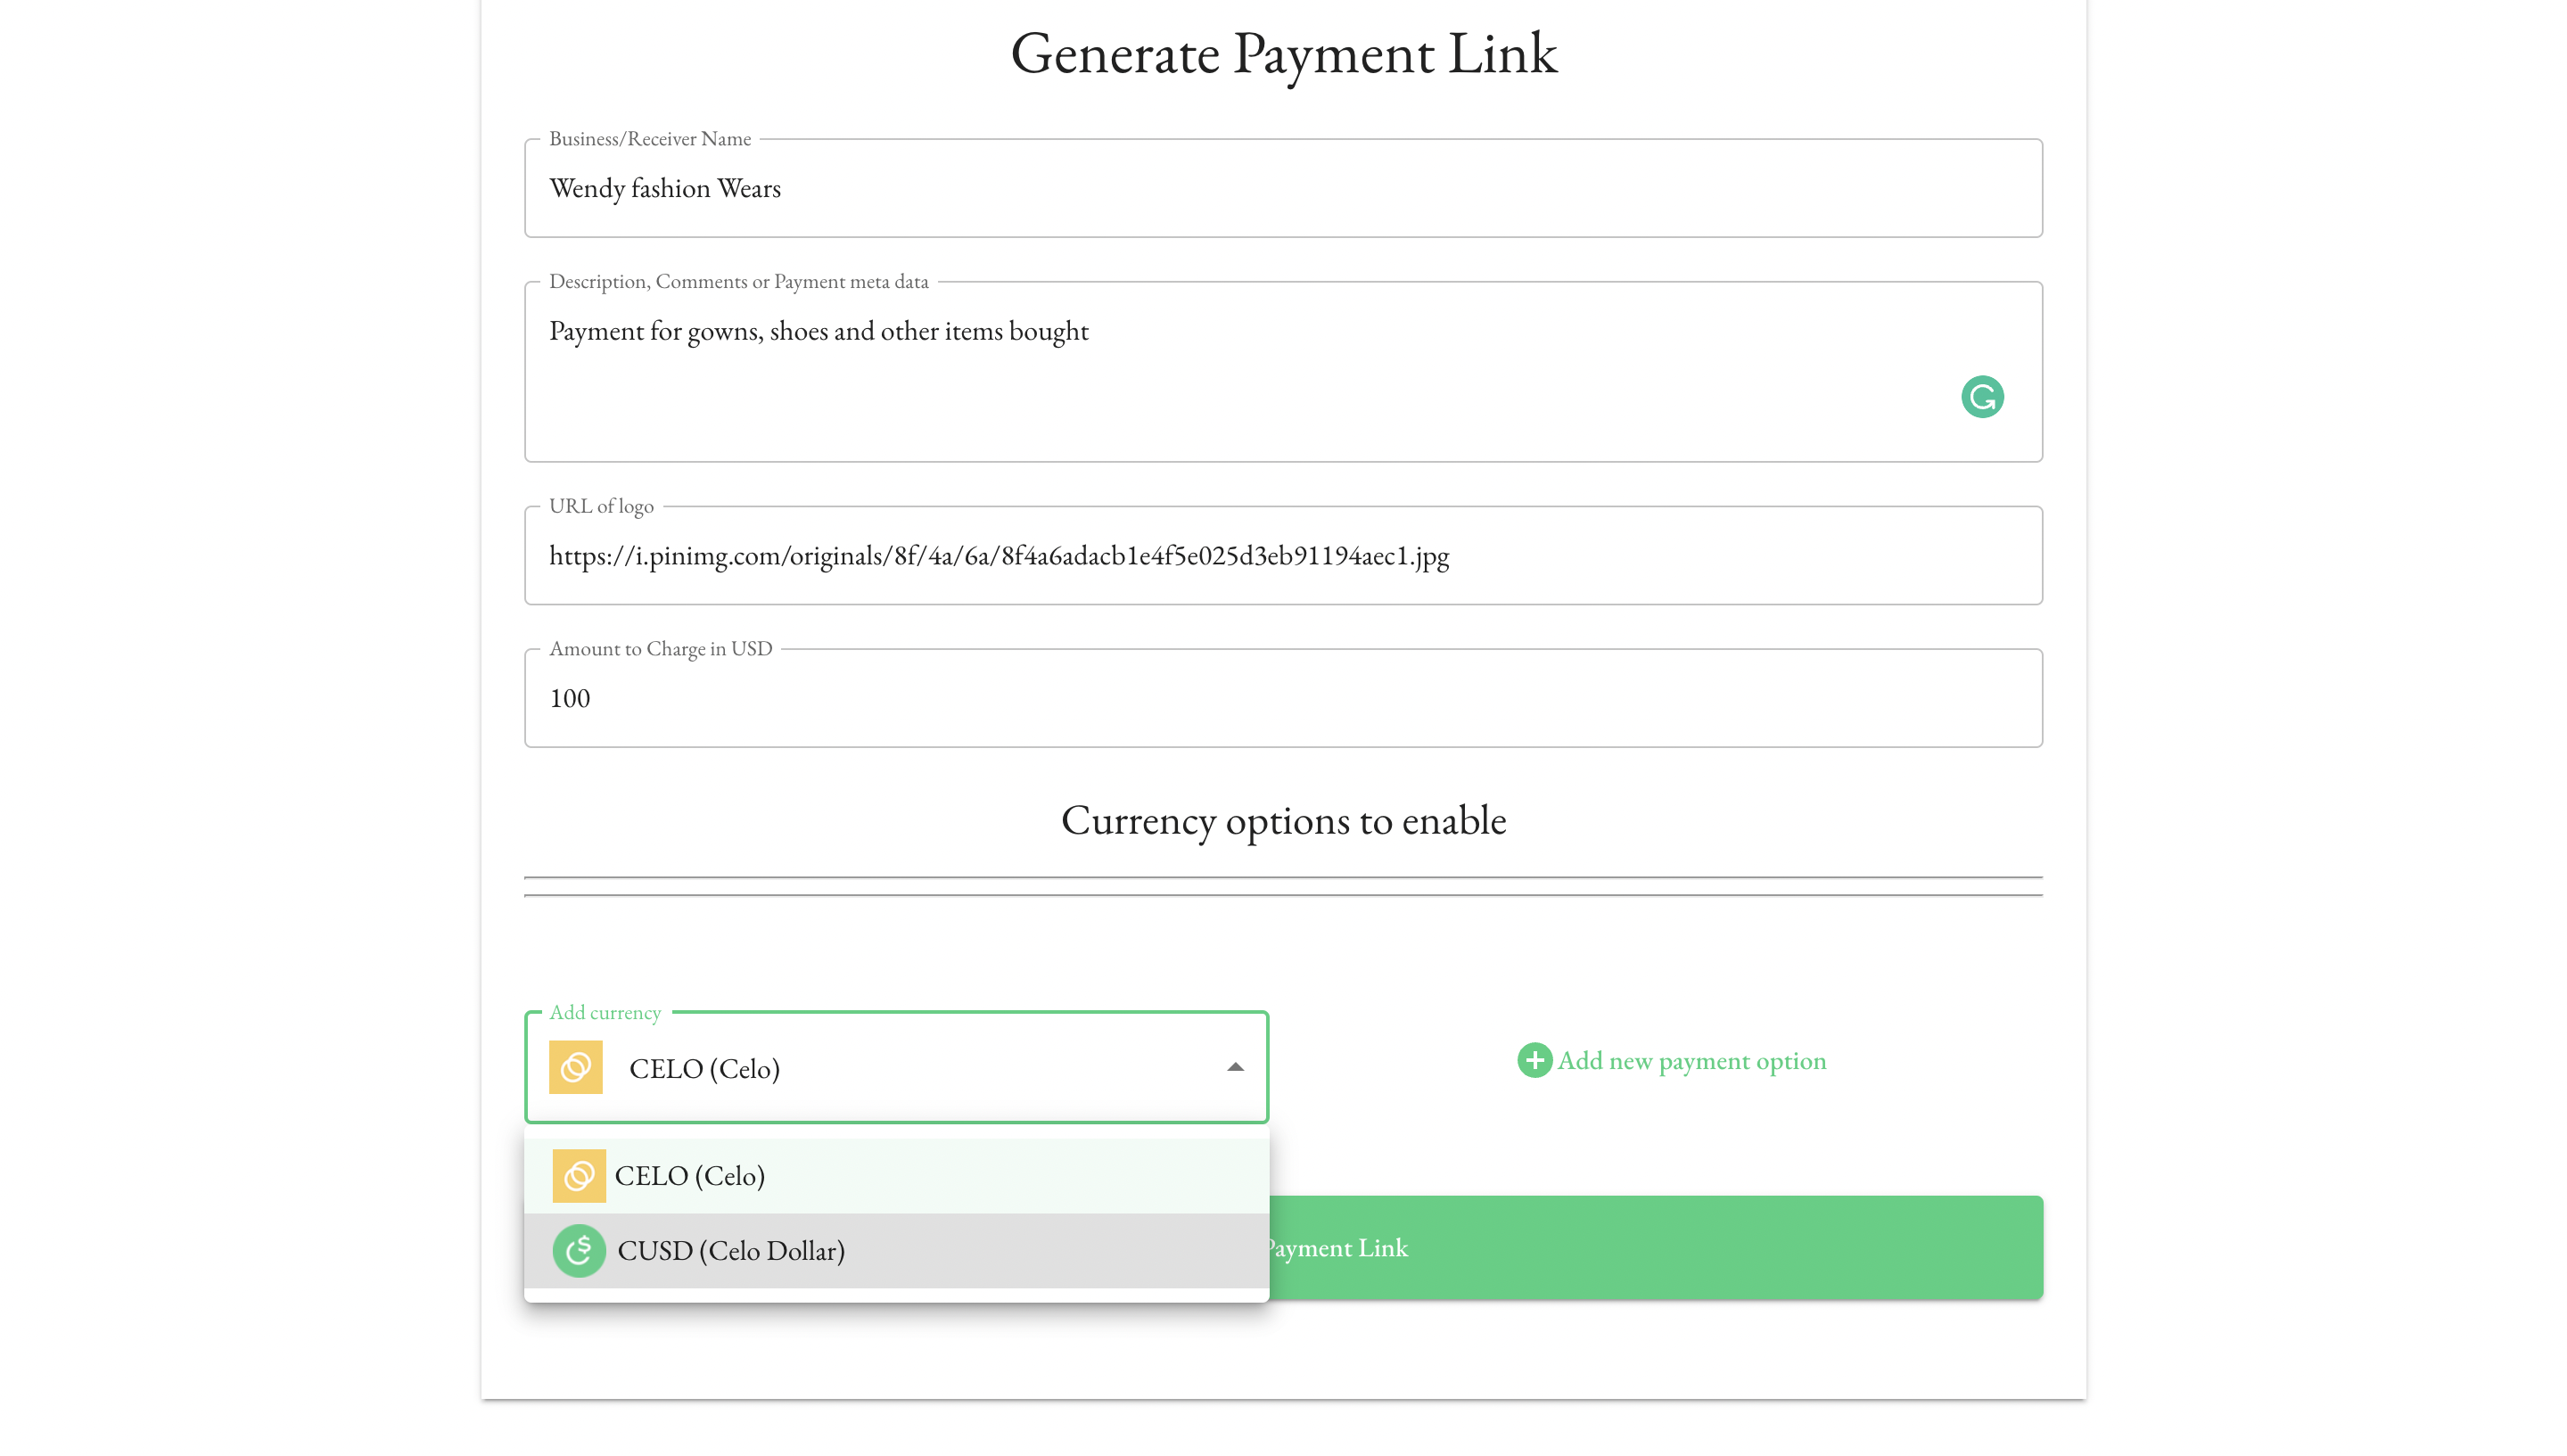 Generate Payment Link
Business/Receiver Name
Wendy fashion Wears
Description, Comments or Payment meta data
Payment for gowns, shoes and other items bought
URL of logo
https://i.pinimg.com/originals/8f/4a/6a/8f4a6adacb1e4f5e025d3eb91194aec1.jpg
Amount to Charge in USD
100
Currency options to enable
Add currency
CELO (Celo)
Add new payment option
CELO (Celo)
CUSD (Celo Dollar)
Payment Link